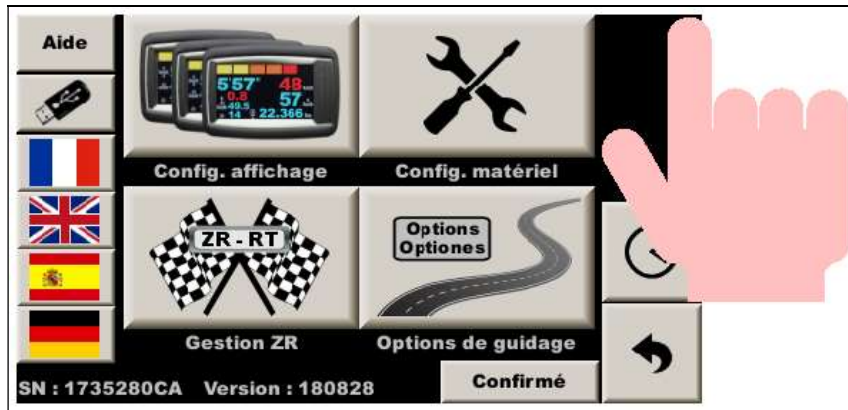 Aide
5'57" 48
0.8 57
49.5
14 22.366
Config. affichage
Config. matériel
ZR - RT
Options
Optiones
Gestion ZR
Options de guidage
SN : 1735280CA Version : 180828
Confirmé